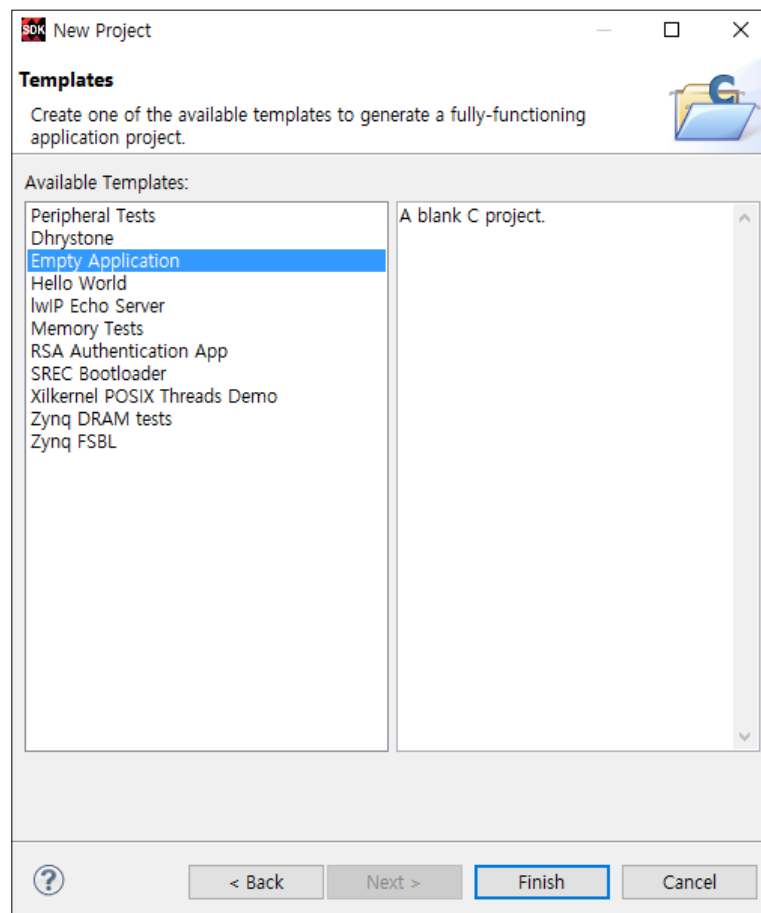 SDK New Project
Templates
Create one of the available templates to generate a fully-functioning
application project.
C
Available Templates:
Peripheral Tests
Dhrystone
Empty Application
Hello World
lwIP Echo Server
Memory Tests
RSA Authentication App
SREC Bootloader
Xilkernel POSIX Threads Demo
Zynq DRAM tests
Zynq FSBL
A blank C project.
?
< Back
Next >
Finish
Cancel